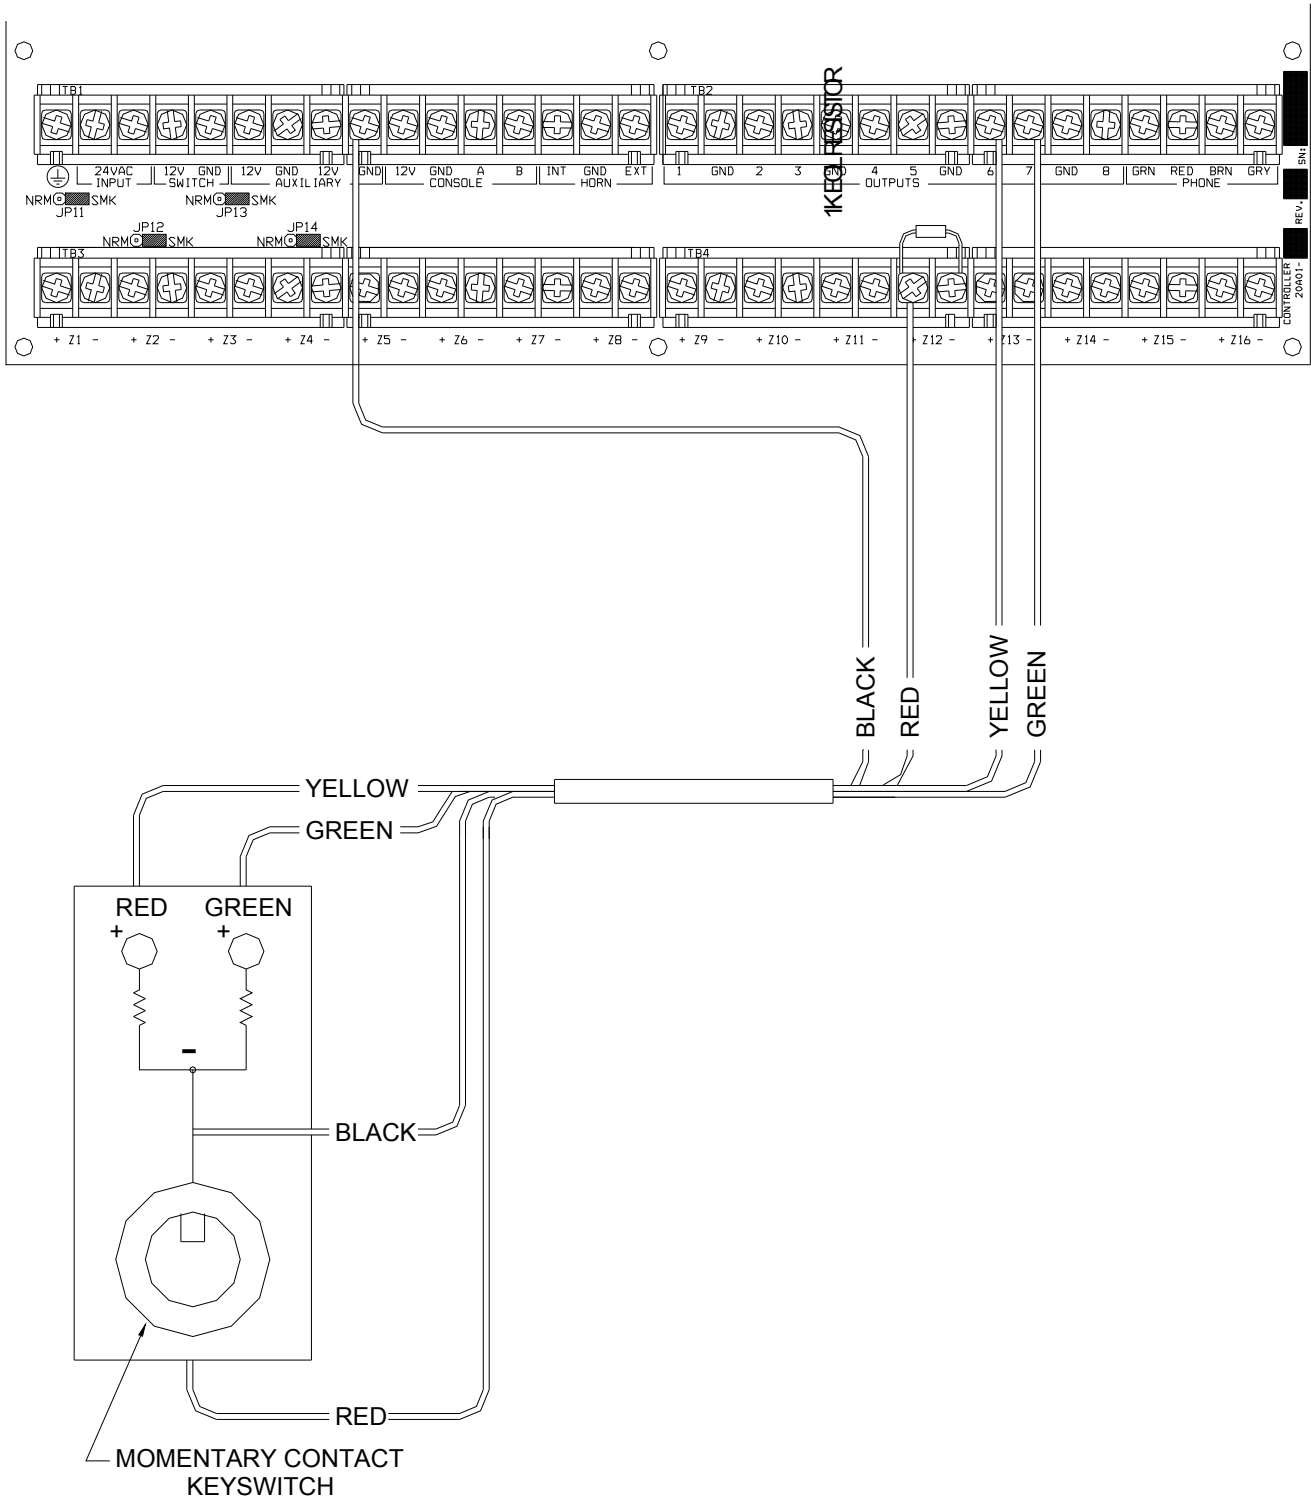 TB1
TB2
1K EOL RESISTOR
24VAC 12V GND 12V GND 12V GND 12V GND A B INT GND EXT 1 GND 2 3 GND 4 5 GND 6 7 GND 8 GRN RED BRN GRY
INPUT SWITCH AUXILIARY CONSOLE HORN OUTPUTS PHONE
NRM SMK NRM SMK
JP11 JP13
JP12 JP14
NRM SMK NRM SMK
SN:
REV.
CONTROLLER
20A01-
TB3
TB4
+ Z1 - + Z2 - + Z3 - + Z4 - + Z5 - + Z6 - + Z7 - + Z8 - + Z9 - + Z10 - + Z11 - + Z12 - + Z13 - + Z14 - + Z15 - + Z16 -
BLACK
RED
YELLOW
GREEN
YELLOW
GREEN
RED GREEN
+ +
-
BLACK
RED
MOMENTARY CONTACT
KEYSWITCH